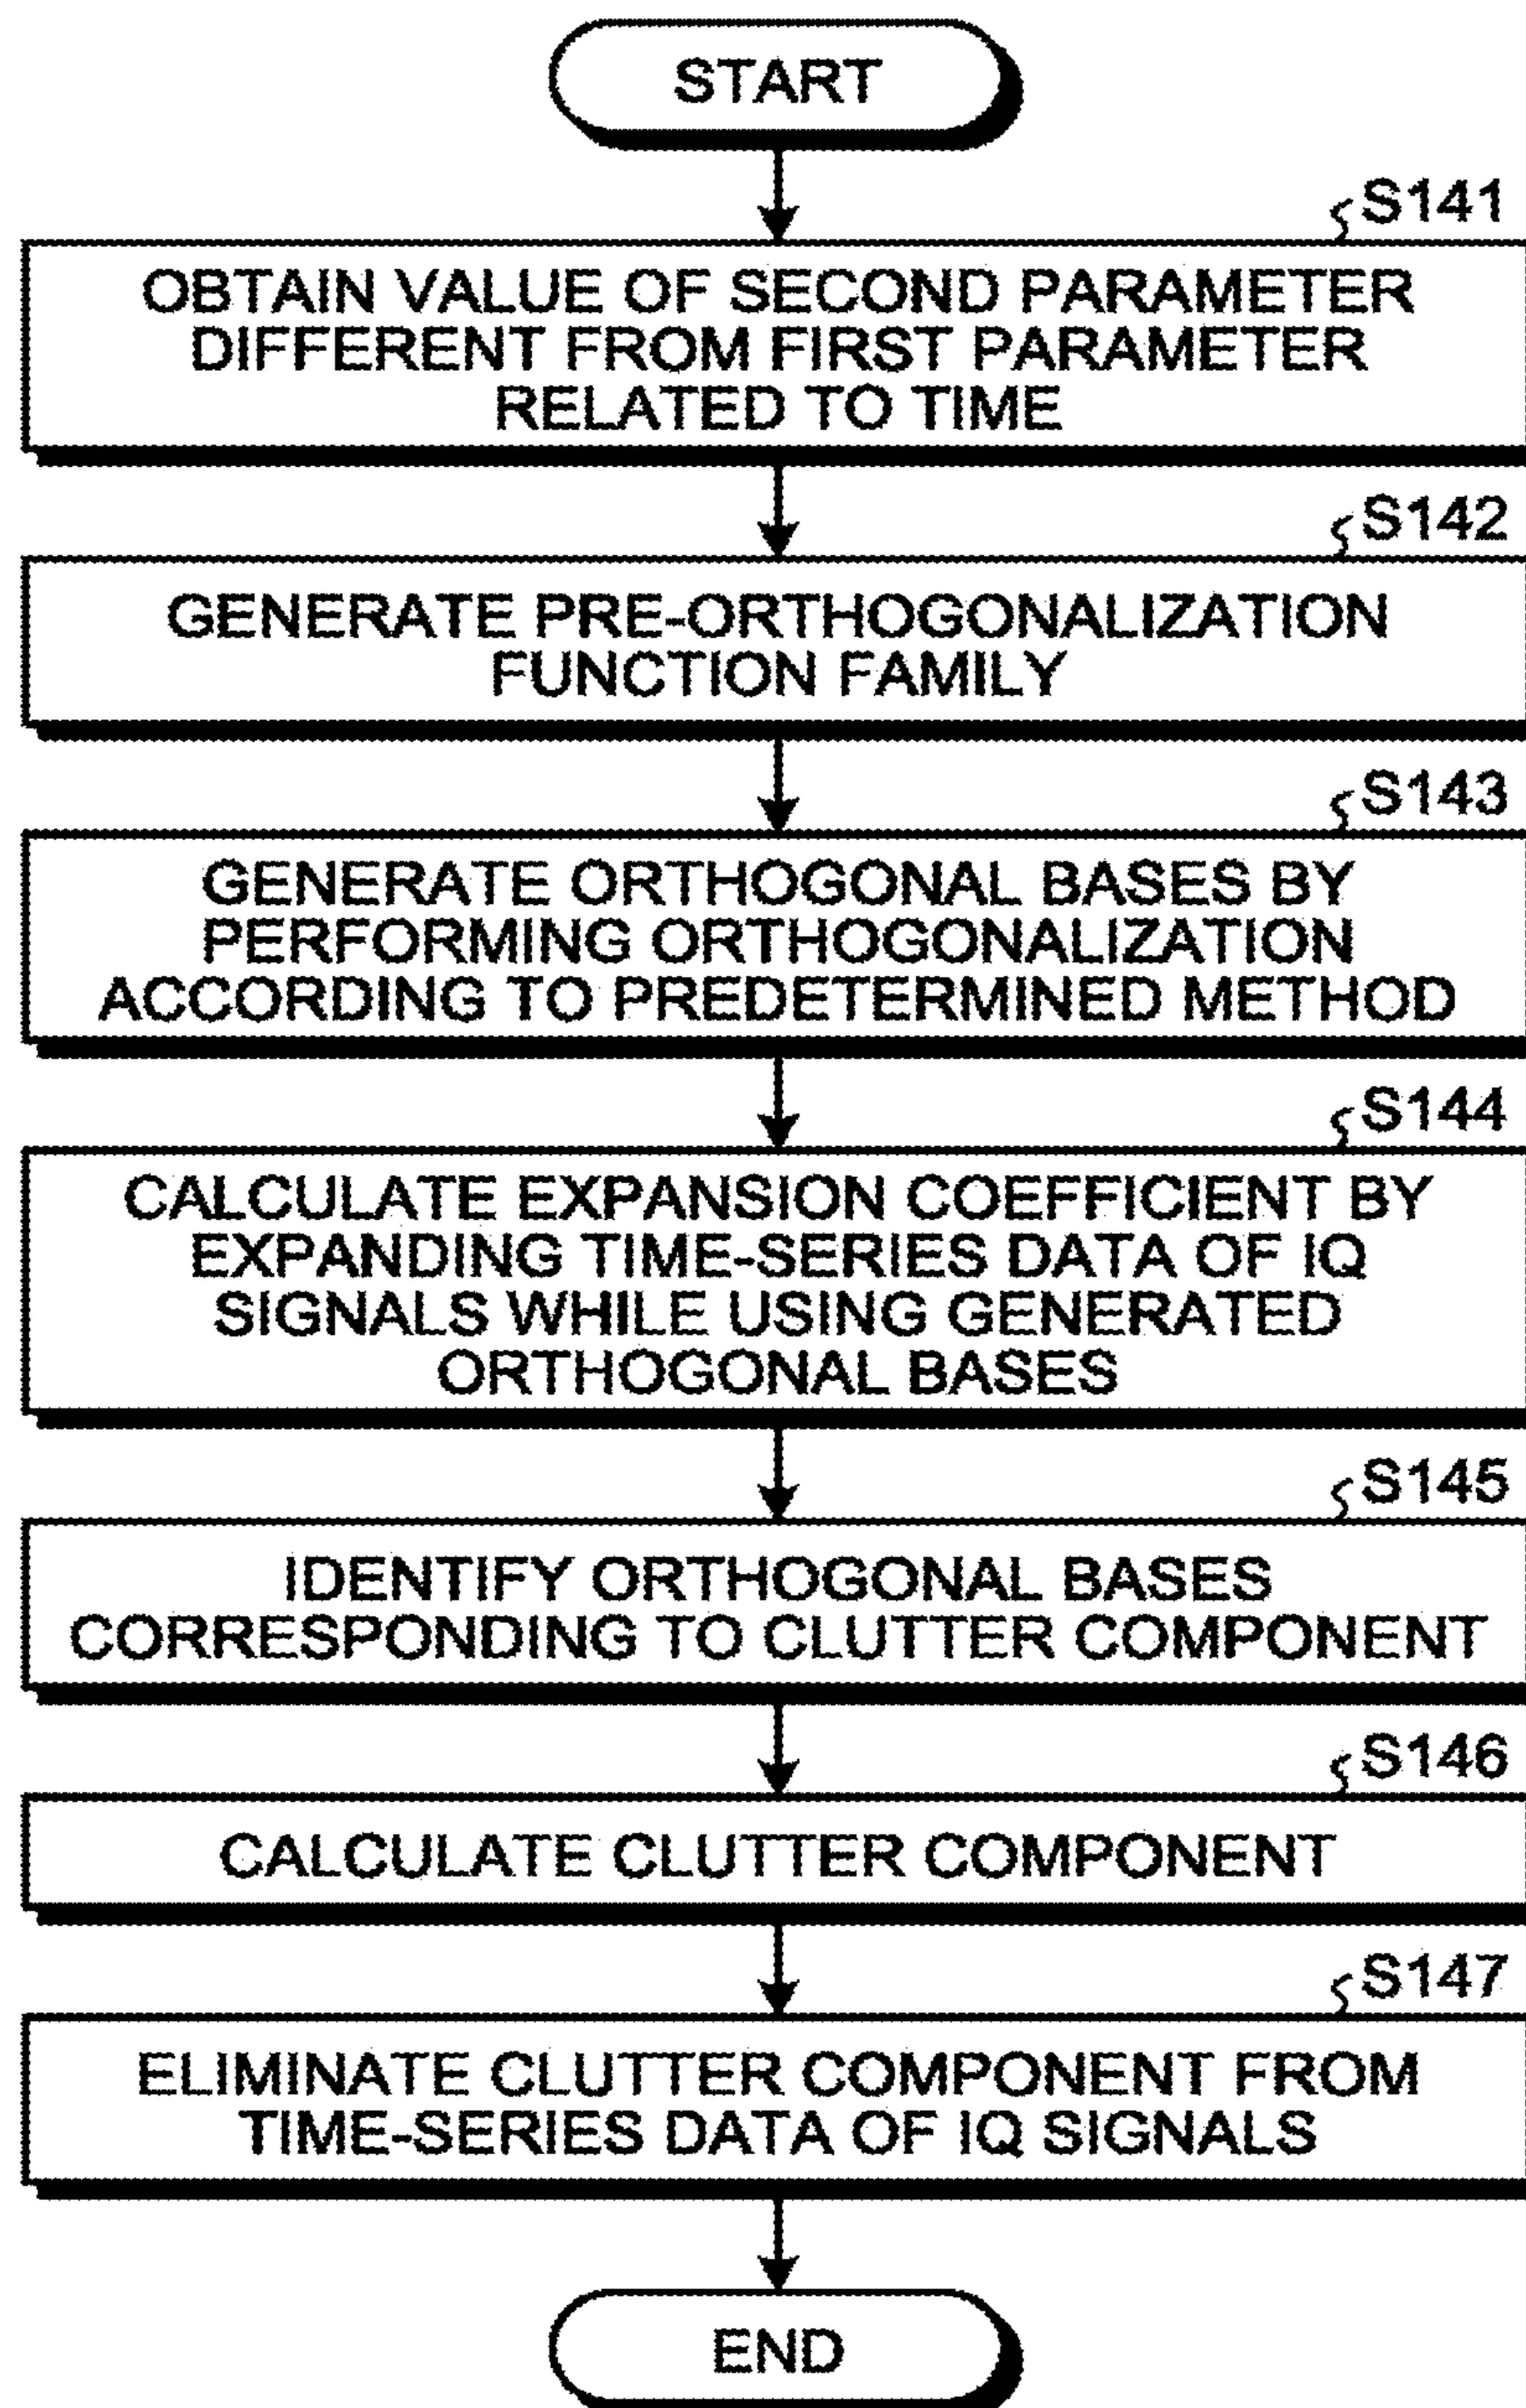 START
S141
OBTAIN VALUE OF SECOND PARAMETER
DIFFERENT FROM FIRST PARAMETER
RELATED TO TIME
S142
GENERATE PRE-ORTHOGONALIZATION
FUNCTION FAMILY
S143
GENERATE ORTHOGONAL BASES BY
PERFORMING ORTHOGONALIZATION
ACCORDING TO PREDETERMINED METHOD
S144
CALCULATE EXPANSION COEFFICIENT BY
EXPANDING TIME-SERIES DATA OF IQ
SIGNALS WHILE USING GENERATED
ORTHOGONAL BASES
S145
IDENTIFY ORTHOGONAL BASES
CORRESPONDING TO CLUTTER COMPONENT
S146
CALCULATE CLUTTER COMPONENT
S147
ELIMINATE CLUTTER COMPONENT FROM
TIME-SERIES DATA OF IQ SIGNALS
END